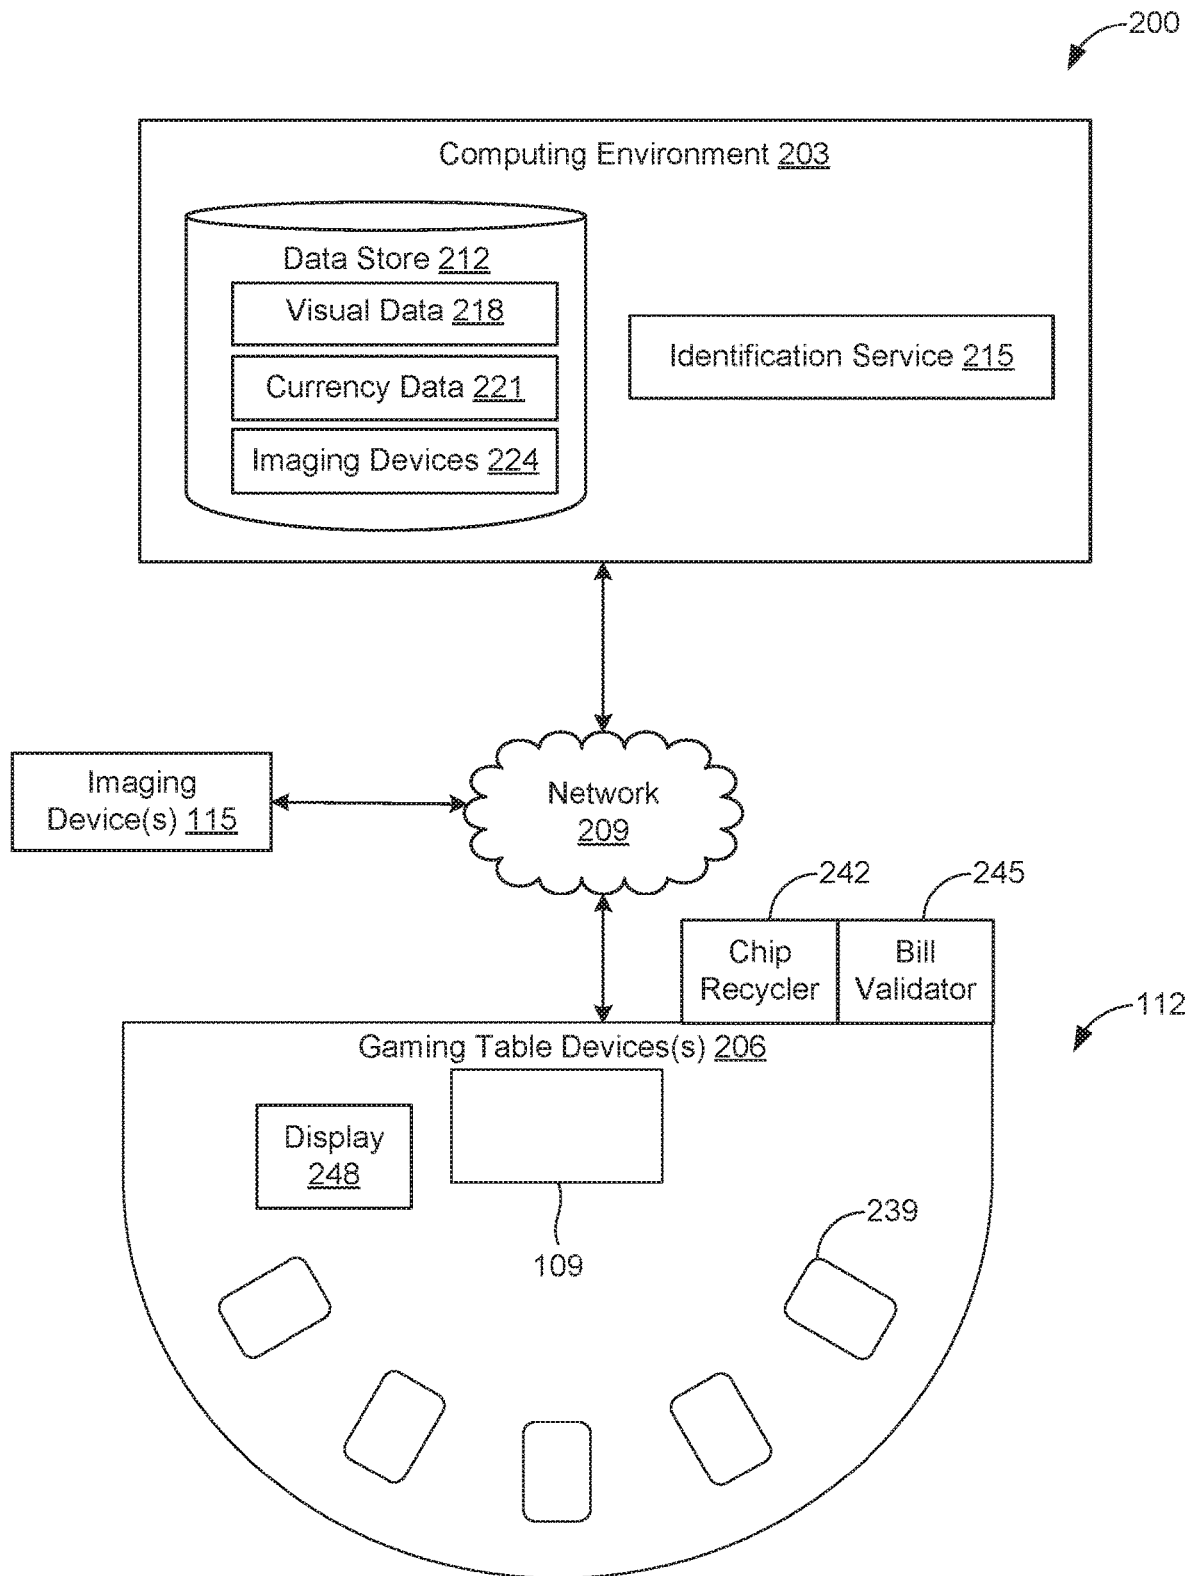 200
Computing Environment 203
Data Store 212
Visual Data 218
Currency Data 221
Imaging Devices 224
Identification Service 215
Imaging
Device(s) 115
Network
209
242
245
Chip
Recycler
Bill
Validator
112
Gaming Table Devices(s) 206
Display
248
109
239